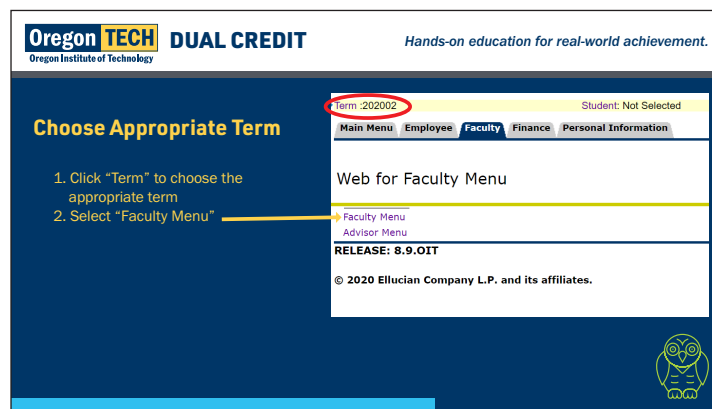 Oregon TECH DUAL CREDIT
Oregon Institute of Technology
Hands-on education for real-world achievement.
Choose Appropriate Term
1. Click “Term” to choose the
appropriate term
2. Select “Faculty Menu”
Term :202002 Student: Not Selected
Main Menu Employee Faculty Finance Personal Information
Web for Faculty Menu
Faculty Menu
Advisor Menu
RELEASE: 8.9.OIT
© 2020 Ellucian Company L.P. and its affiliates.